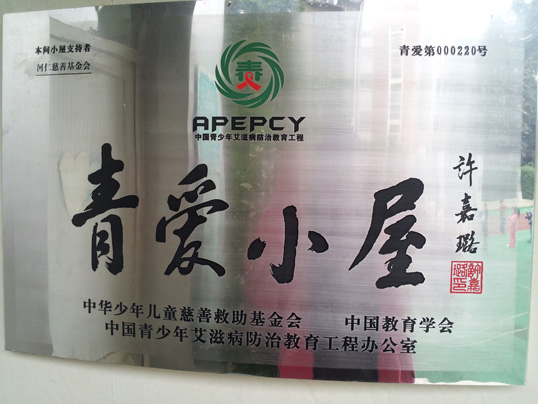 本间小屋支持者
河仁慈善基金会
青爱第000220号
青
APEPCY
中国青少年艾滋病防治教育工程
青爱小屋
许嘉璐
中华少年儿童慈善救助基金会 中国教育学会
中国青少年艾滋病防治教育工程办公室